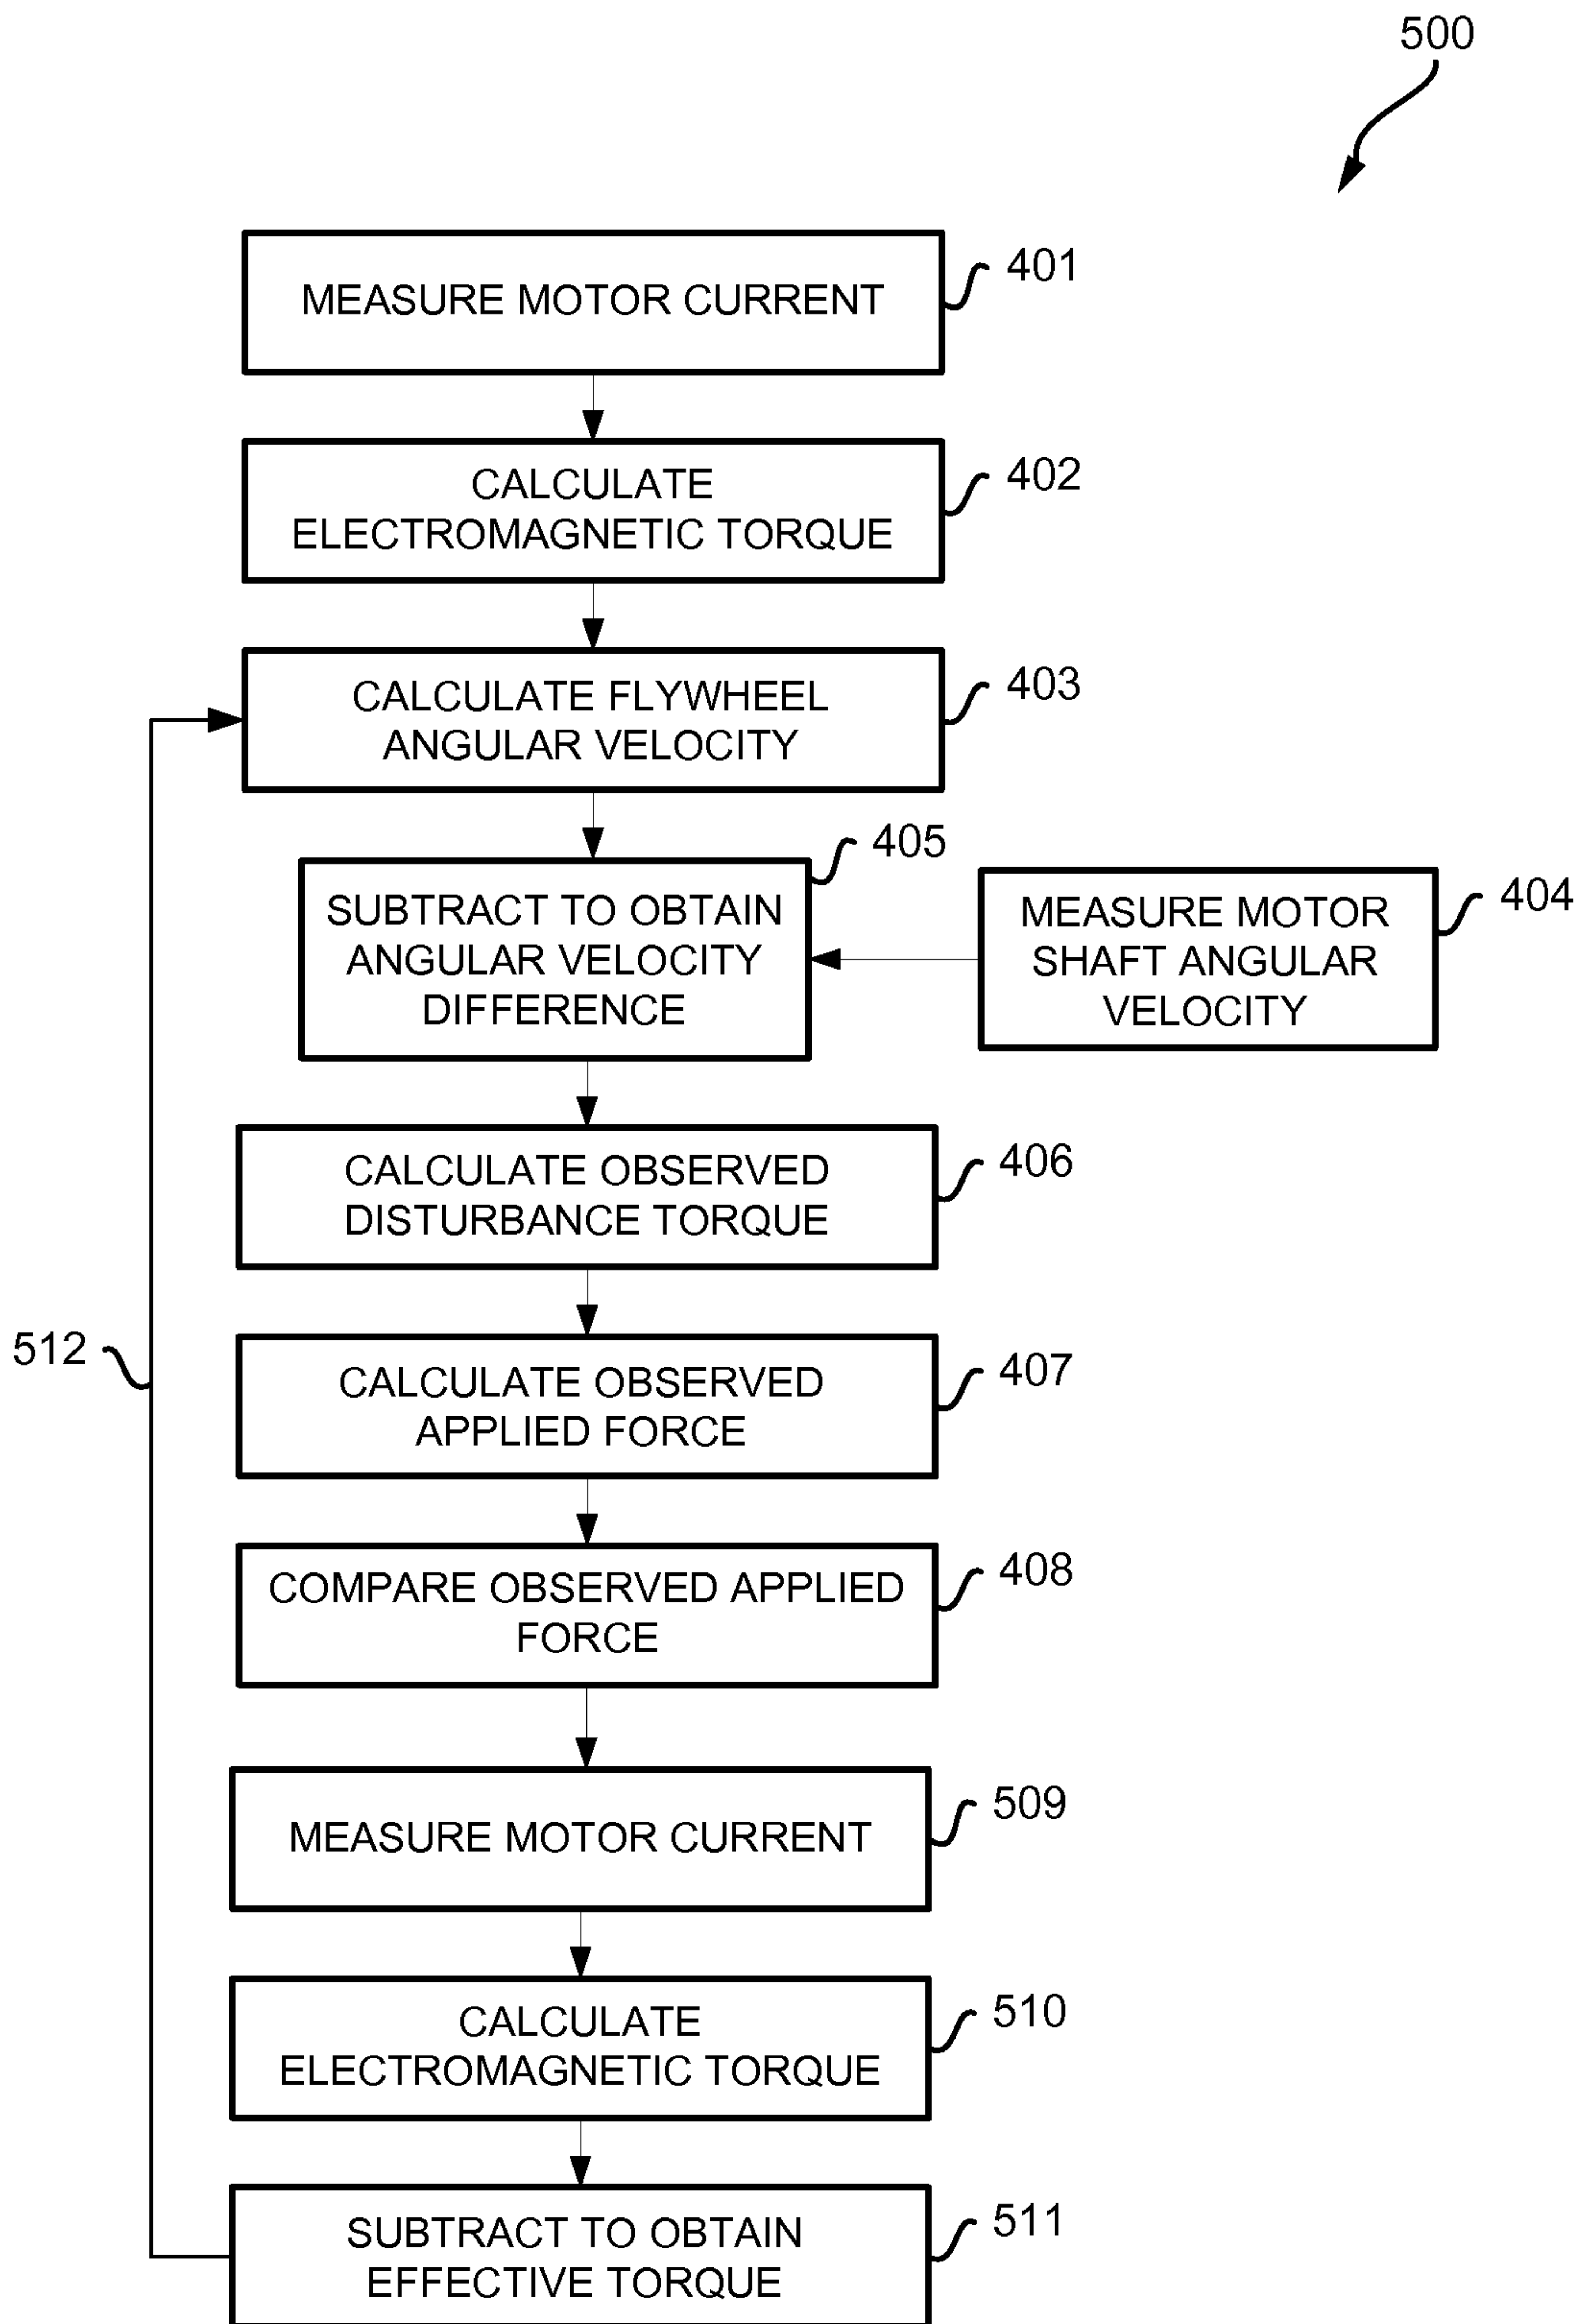 500
MEASURE MOTOR CURRENT
401
CALCULATE
ELECTROMAGNETIC TORQUE
402
CALCULATE FLYWHEEL
ANGULAR VELOCITY
403
405
SUBTRACT TO OBTAIN
ANGULAR VELOCITY
DIFFERENCE
MEASURE MOTOR
SHAFT ANGULAR
VELOCITY
404
CALCULATE OBSERVED
DISTURBANCE TORQUE
406
512
CALCULATE OBSERVED
APPLIED FORCE
407
COMPARE OBSERVED APPLIED
FORCE
408
MEASURE MOTOR CURRENT
509
CALCULATE
ELECTROMAGNETIC TORQUE
510
SUBTRACT TO OBTAIN
EFFECTIVE TORQUE
511